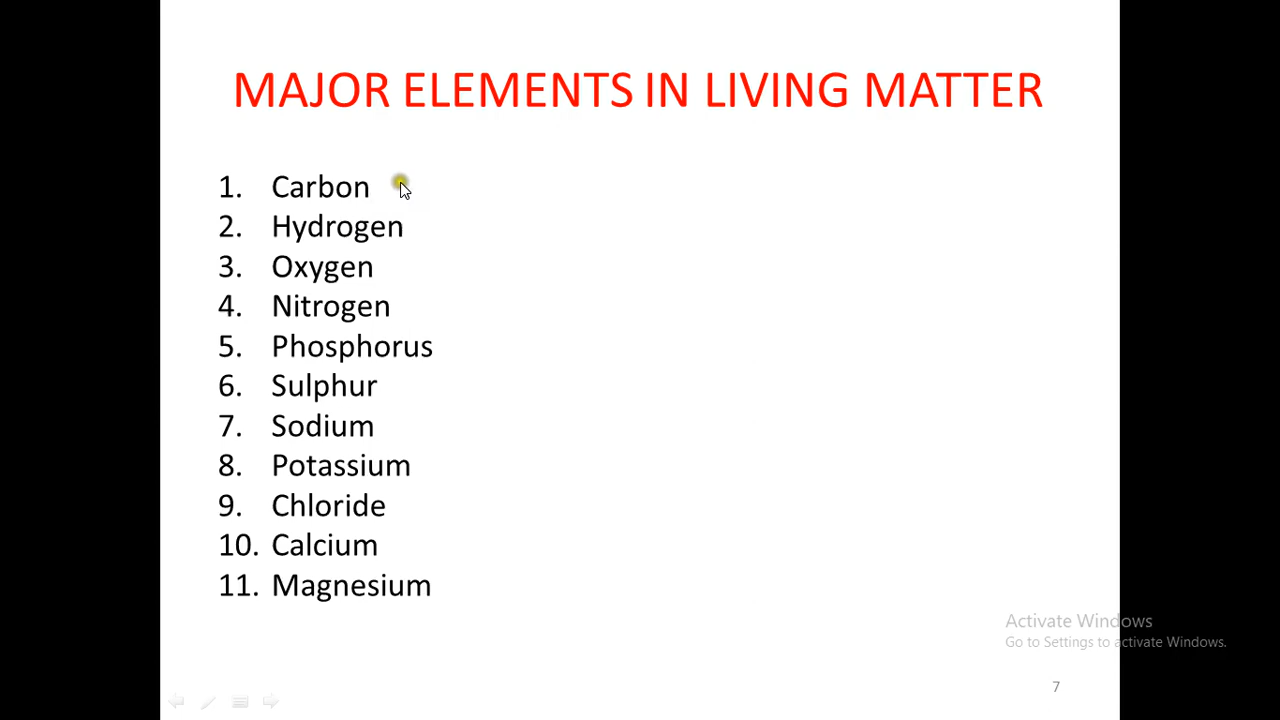 MAJOR ELEMENTS IN LIVING MATTER
1. Carbon
2. Hydrogen
3. Oxygen
4. Nitrogen
5. Phosphorus
6. Sulphur
7. Sodium
8. Potassium
9. Chloride
10. Calcium
11. Magnesium
Activate Windows
Go to Settings to activate Windows.
7